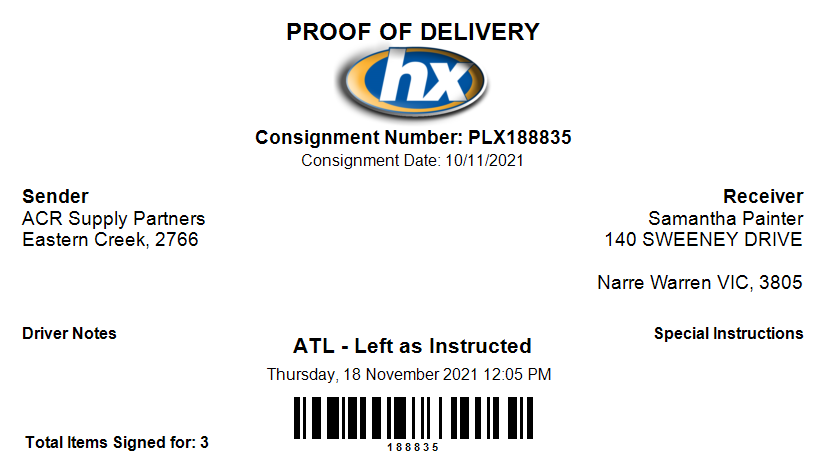 PROOF OF DELIVERY
hx
Consignment Number: PLX188835
Consignment Date: 10/11/2021
Sender
ACR Supply Partners
Eastern Creek, 2766
Receiver
Samantha Painter
140 SWEENEY DRIVE
Narre Warren VIC, 3805
Driver Notes
ATL - Left as Instructed
Special Instructions
Thursday, 18 November 2021 12:05 PM
188835
Total Items Signed for: 3